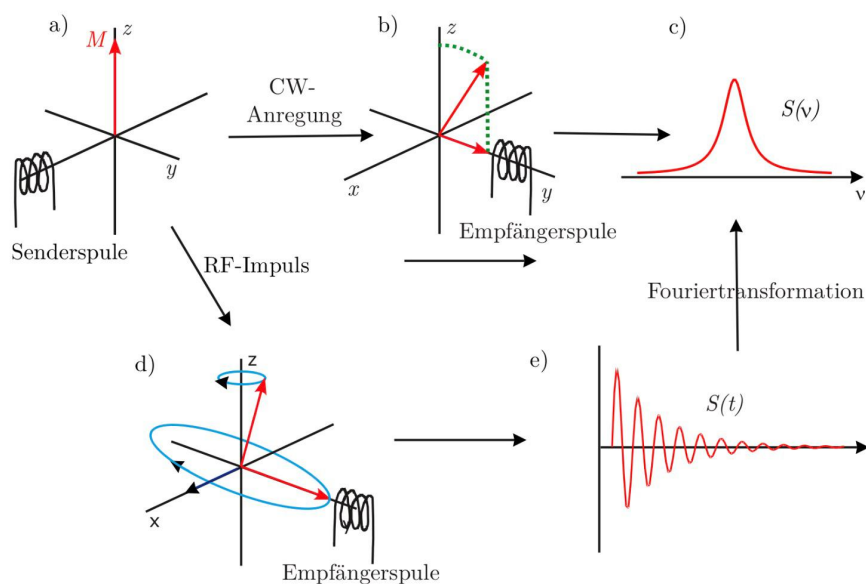 a)
M
z
y
Senderspule
CW-
Anregung
b)
z
x
y
Empfängerspule
c)
S(ν)
ν
RF-Impuls
Fouriertransformation
d)
z
x
y
Empfängerspule
e)
S(t)